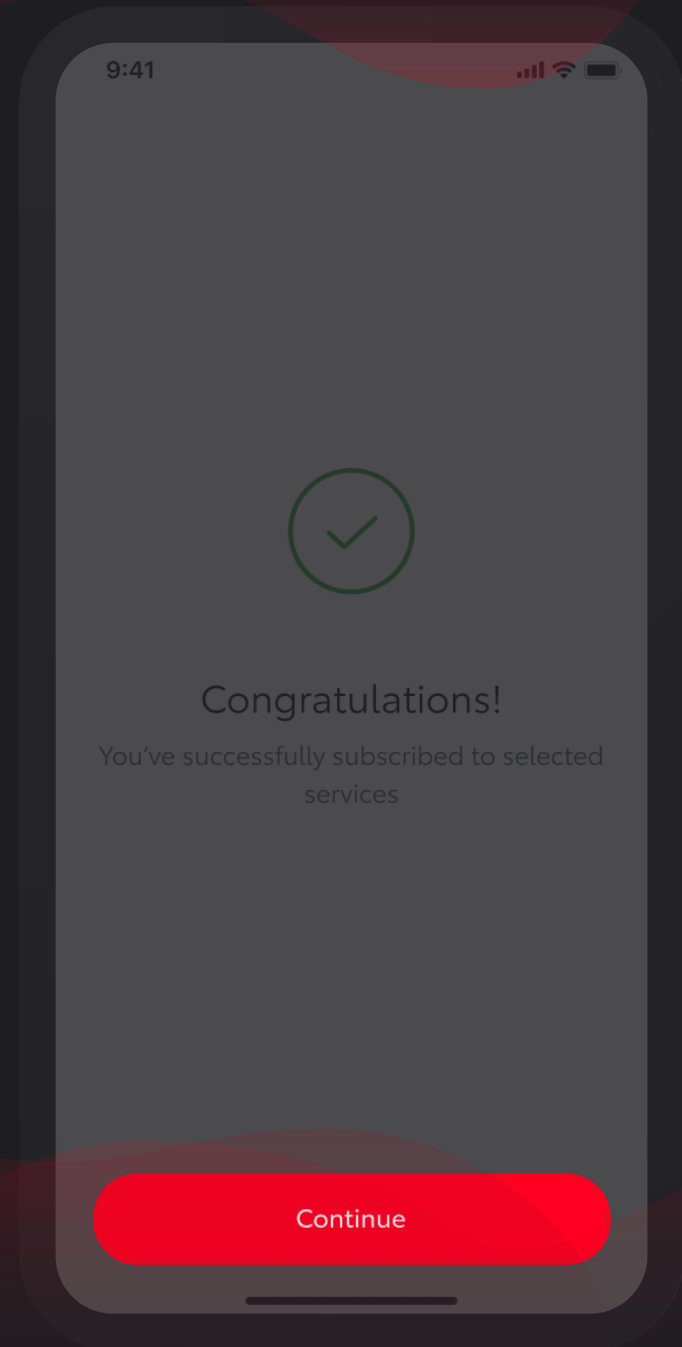 9:41
Congratulations!
You’ve successfully subscribed to selected
services
Continue